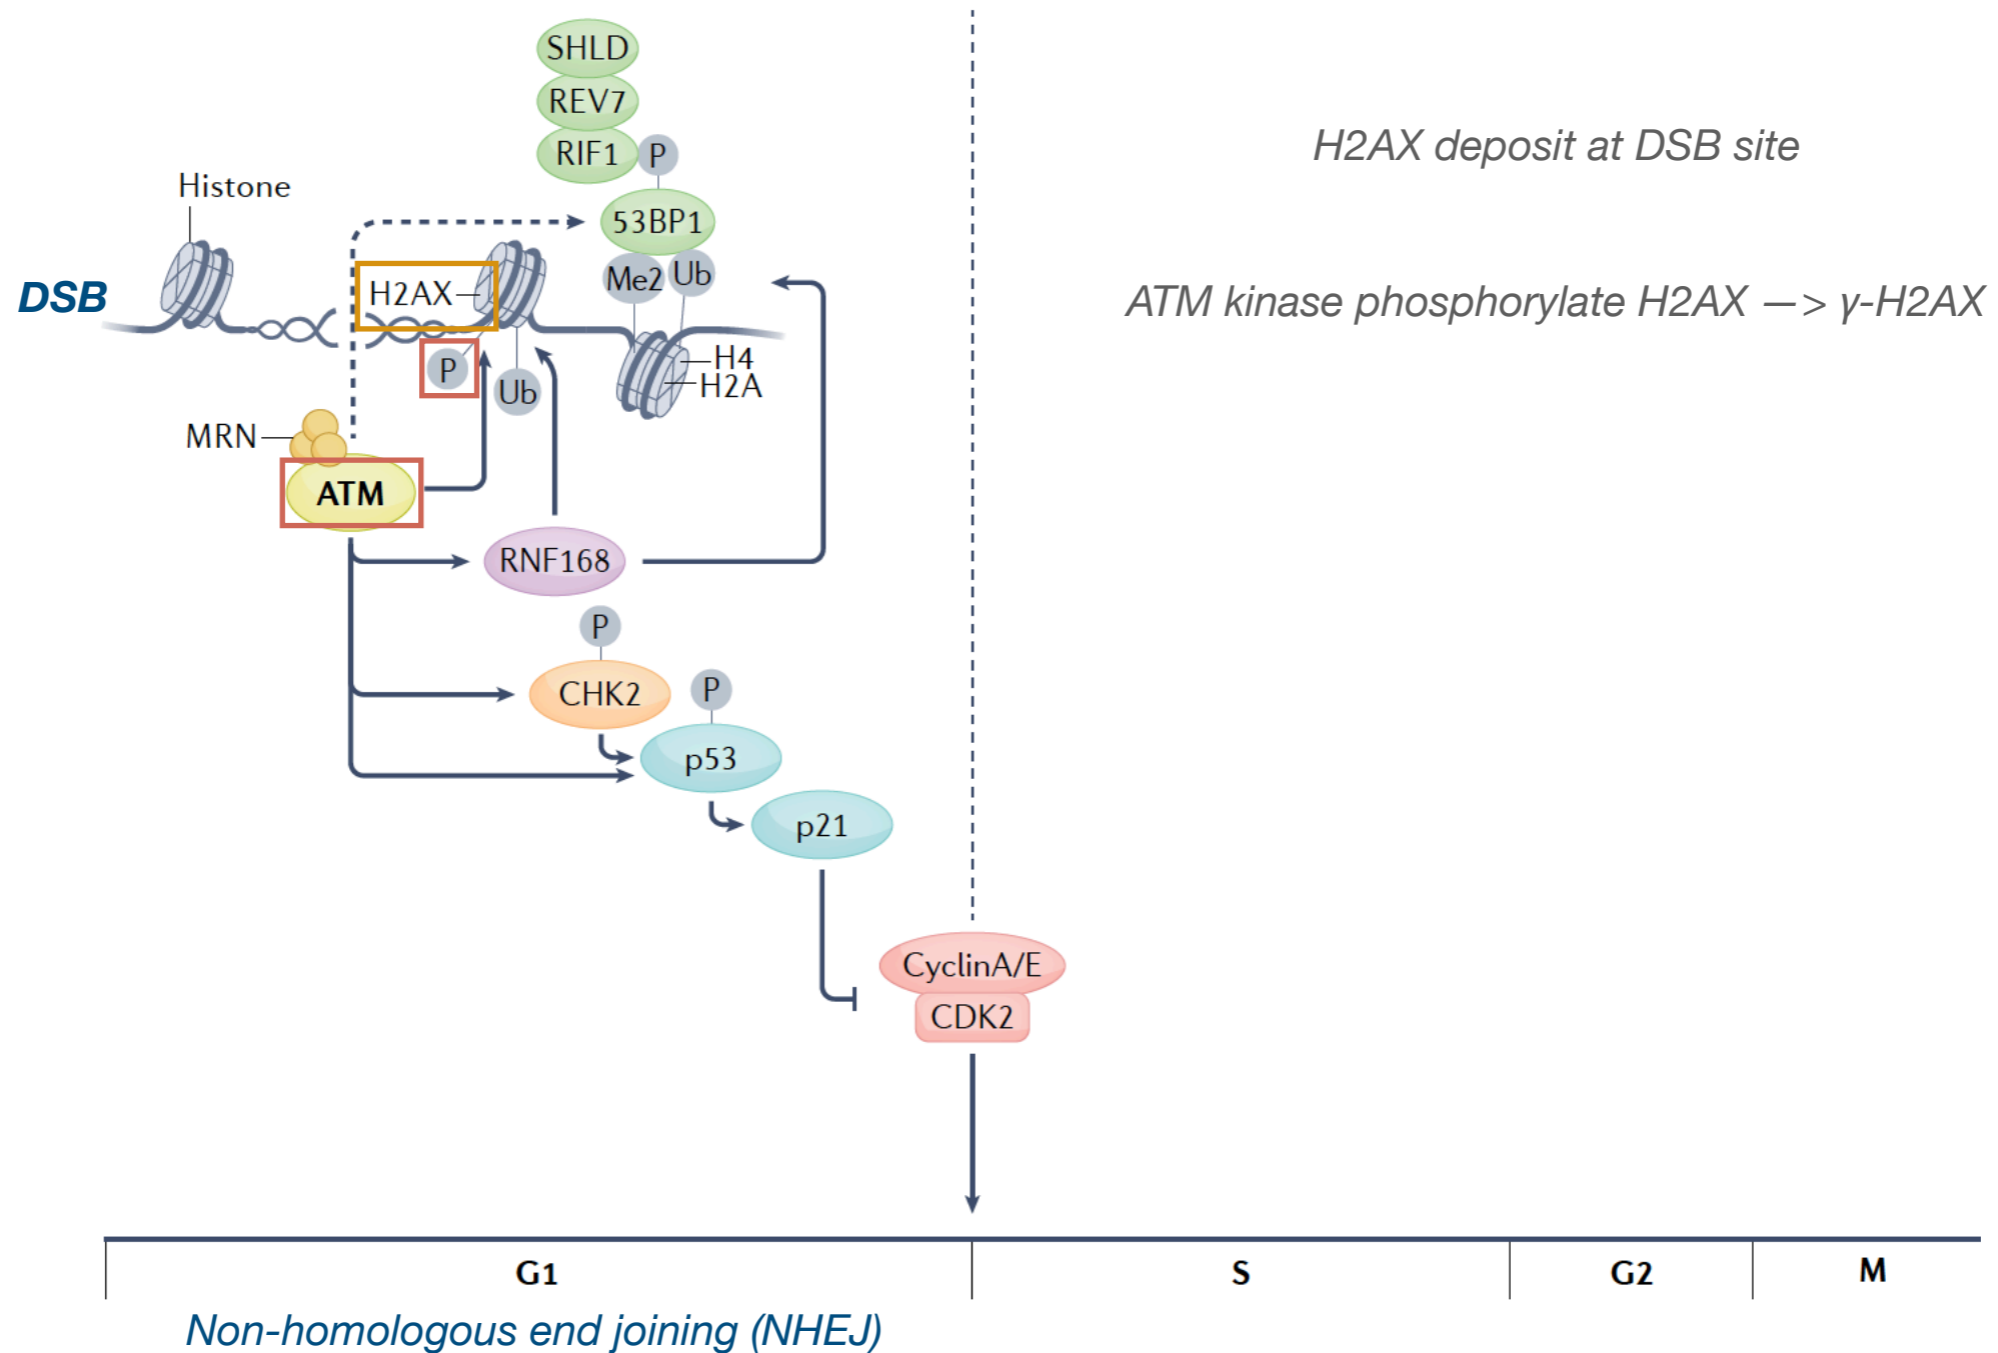 SHLD
REV7
RIF1
P
H2AX deposit at DSB site
Histone
53BP1
DSB
H2AX
Me2
Ub
ATM kinase phosphorylate H2AX —> γ-H2AX
P
Ub
H4
H2A
MRN
ATM
RNF168
P
CHK2
P
p53
p21
CyclinA/E
CDK2
G1
S
G2
M
Non-homologous end joining (NHEJ)